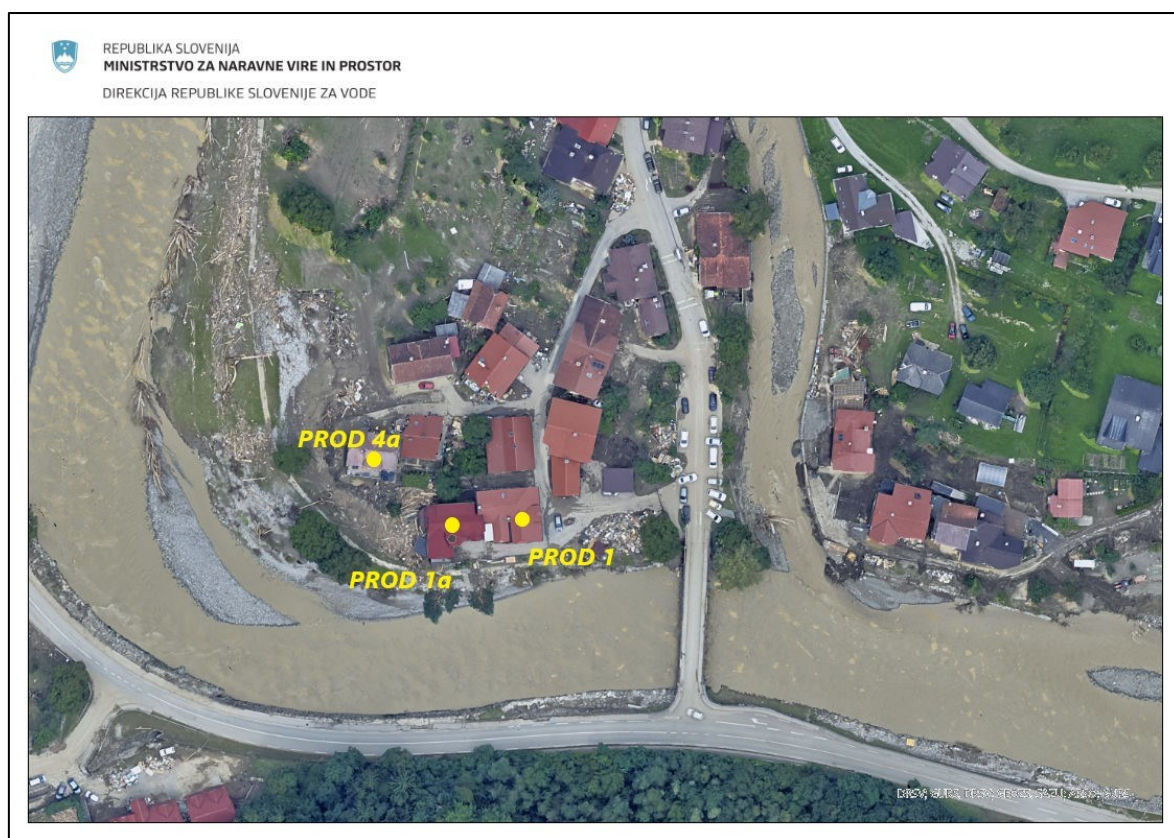 REPUBLIKA SLOVENIJA
MINISTRSTVO ZA NARAVNE VIRE IN PROSTOR
DIREKCIJA REPUBLIKE SLOVENIJE ZA VODE
PROD 4a
PROD 1
PROD 1a